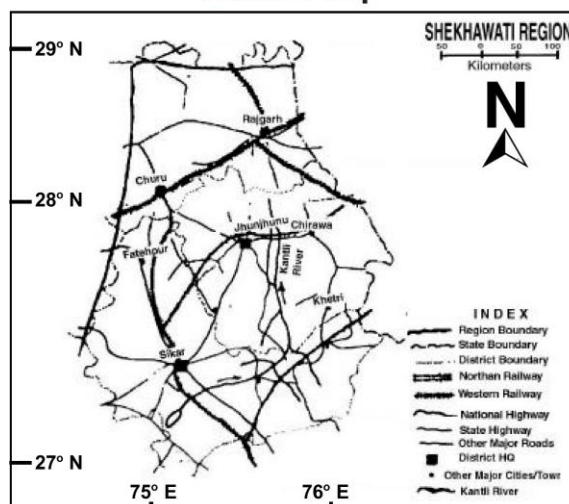 29° N
SHEKHAWATI REGION
50 0 50 100
Kilometers
N
Rajgarh
28° N
Churu
Jhunjhunu Chirawa
Fatehour
Kantli
River
Khetri
Sikar
INDEX
Region Boundary
State Boundary
District Boundary
Northan Railway
Western Railway
National Highway
State Highway
Other Major Roads
District HQ
Other Major Cities/Towr
Kantli River
27° N
75° E
76° E